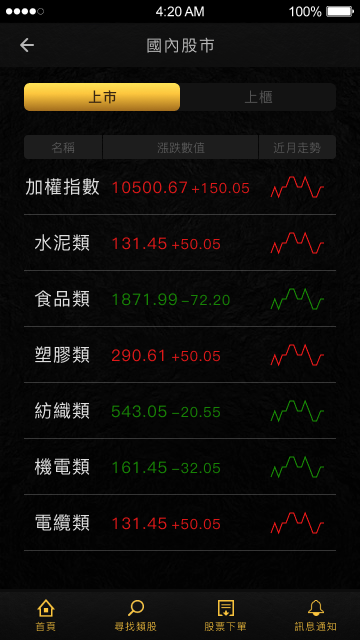 4:20 AM 100%
國內股市
上市 上櫃
名稱 漲跌數值 近月走勢
加權指數 10500.67 +150.05
水泥類 131.45 +50.05
食品類 1871.99 −72.20
塑膠類 290.61 +50.05
紡織類 543.05 −20.55
機電類 161.45 −32.05
電纜類 131.45 +50.05
首頁 尋找類股 股票下單 訊息通知